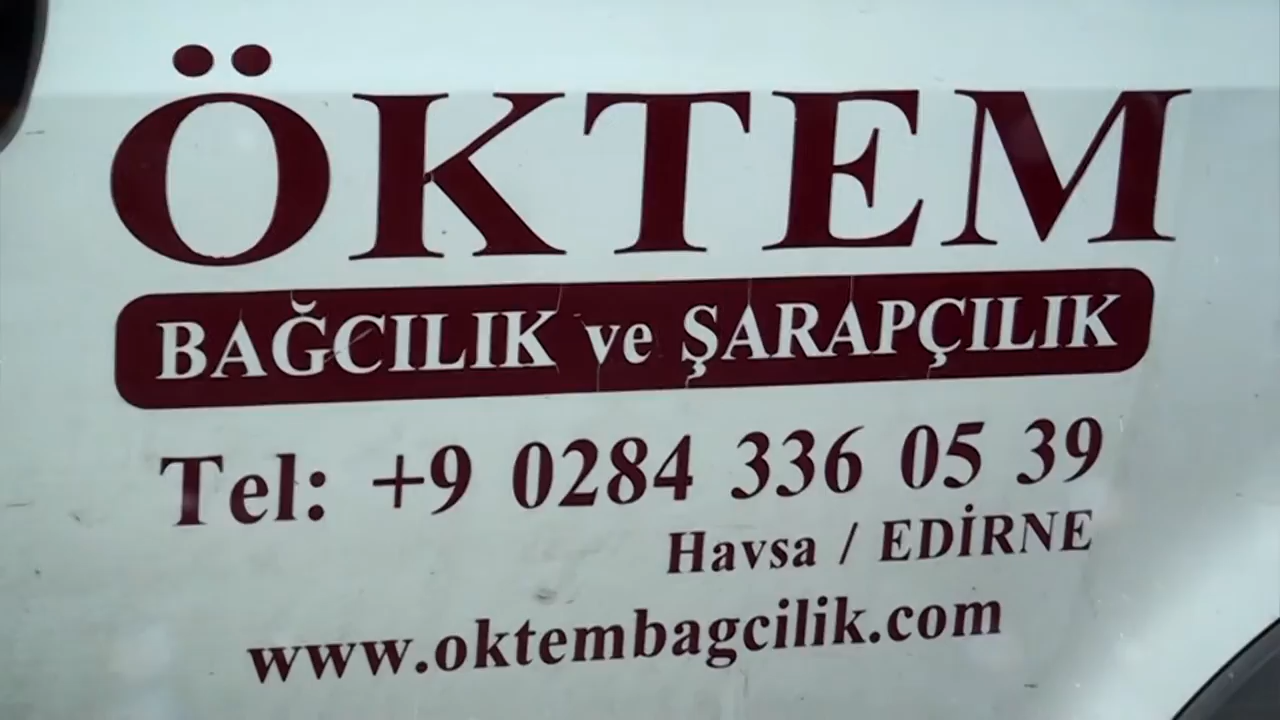 ÖKTEM
BAĞCILIK ve ŞARAPÇILIK
Tel: +9 0284 336 05 39
Havsa / EDİRNE
www.oktembagcilik.com